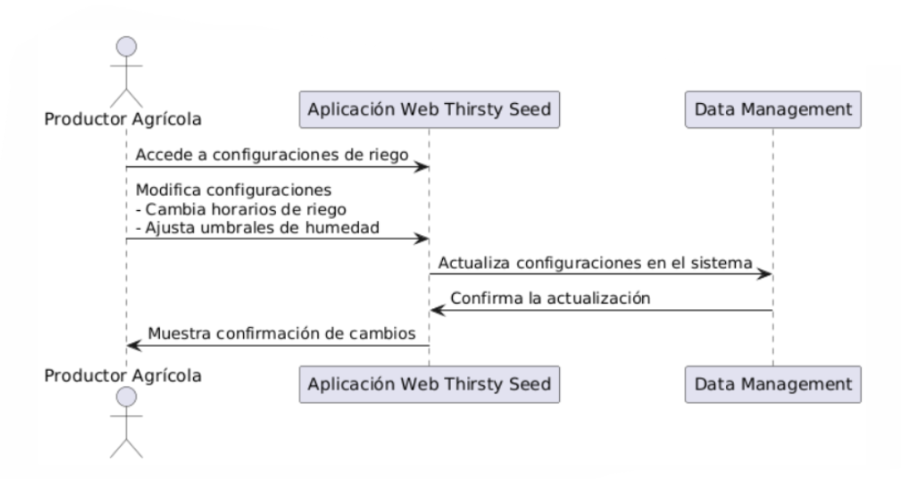 Productor Agrícola
Aplicación Web Thirsty Seed
Data Management
Accede a configuraciones de riego
Modifica configuraciones
- Cambia horarios de riego
- Ajusta umbrales de humedad
Actualiza configuraciones en el sistema
Confirma la actualización
Muestra confirmación de cambios
Productor Agrícola
Aplicación Web Thirsty Seed
Data Management